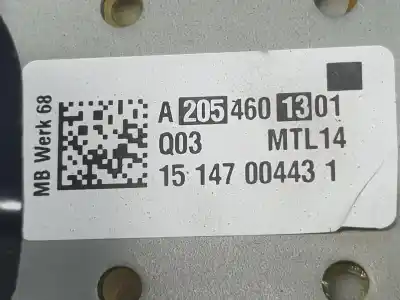 MB Werk 68
A 205 460 13 01
Q03 MTL14
15 147 00443 1